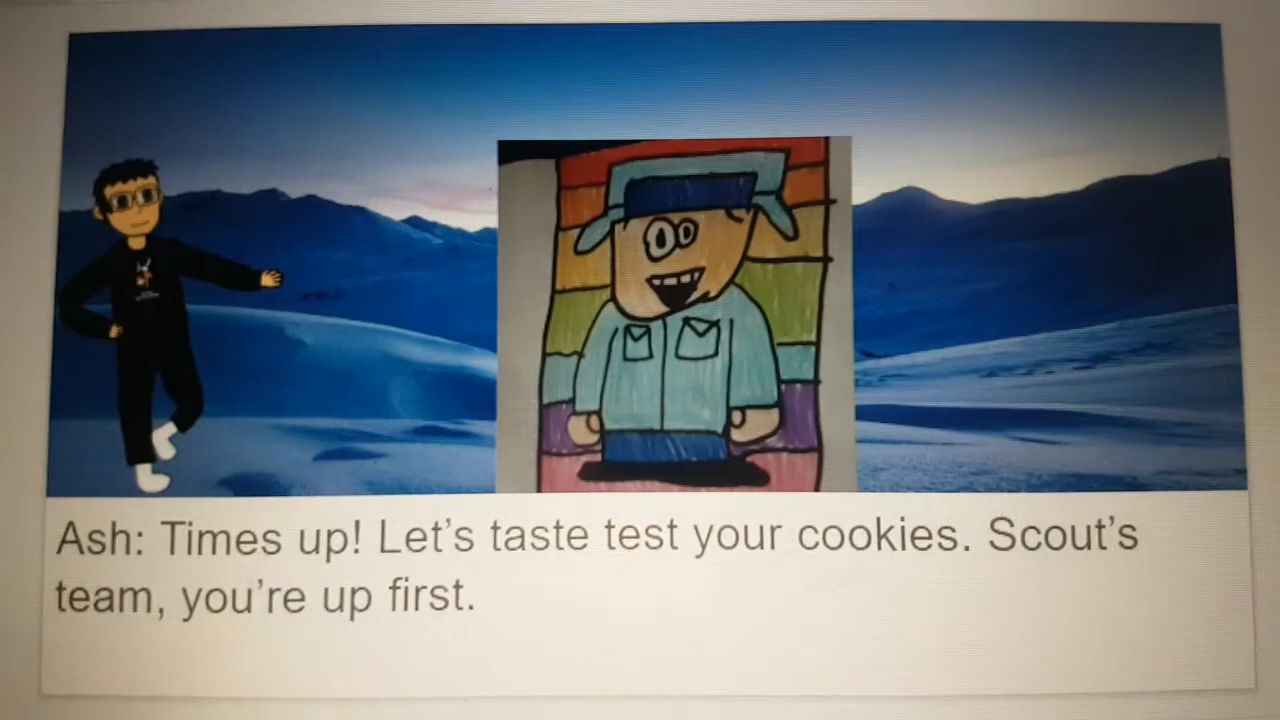 Ash: Times up! Let's taste test your cookies. Scout's
team, you're up first.